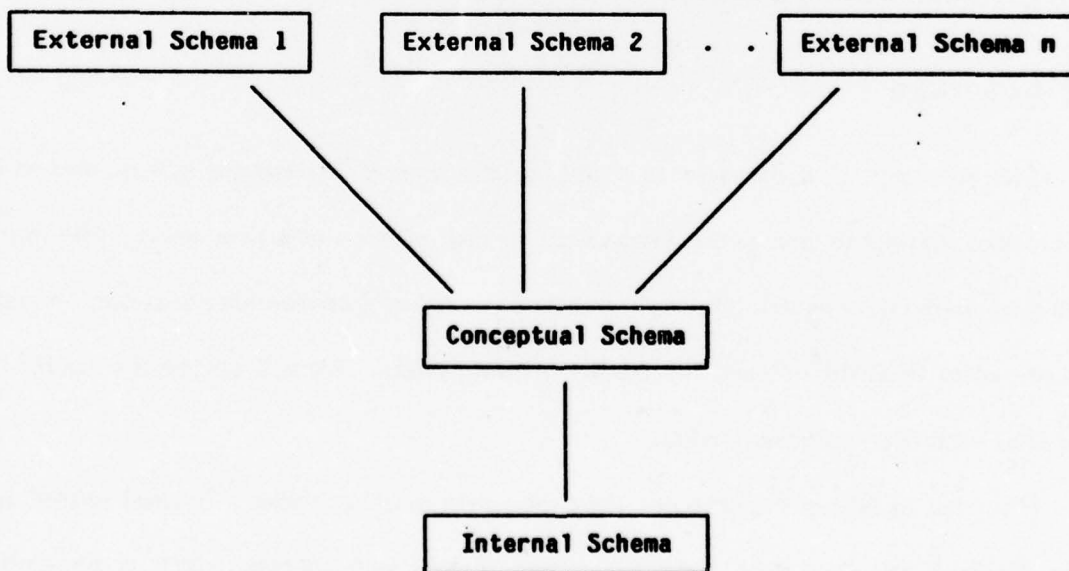 External Schema 1 External Schema 2 . . External Schema n
Conceptual Schema
Internal Schema